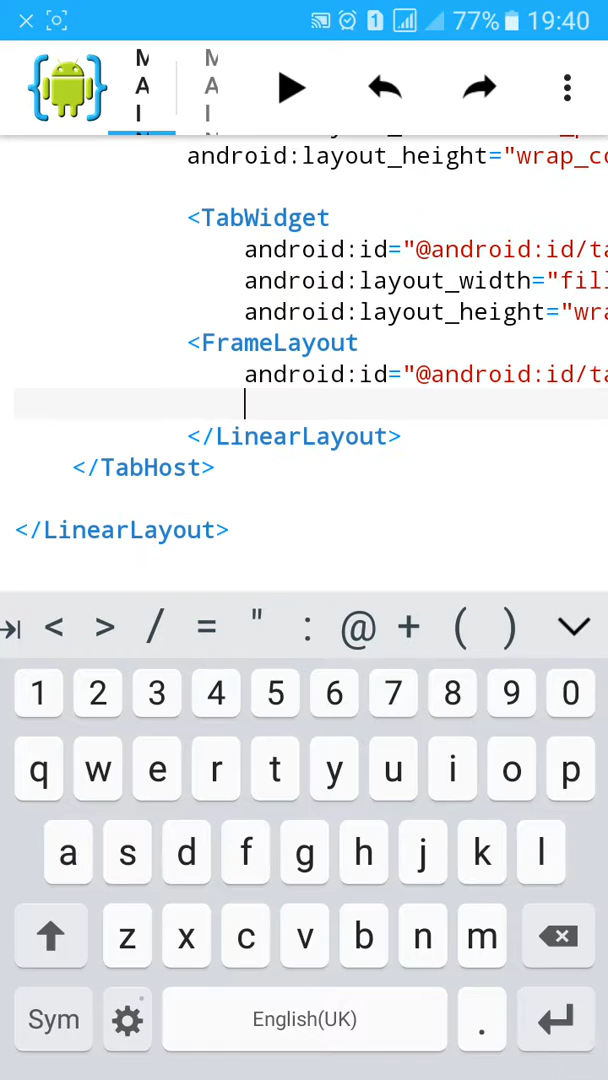 1 77% 19:40
M M
A A
I I
android:layout_height="wrap_co
<TabWidget
android:id="@android:id/ta
android:layout_width="fill
android:layout_height="wra
<FrameLayout
android:id="@android:id/ta
</LinearLayout>
</TabHost>
</LinearLayout>
< > / = " : @ + ( )
1 2 3 4 5 6 7 8 9 0
q w e r t y u i o p
a s d f g h j k l
z x c v b n m
Sym English(UK) .